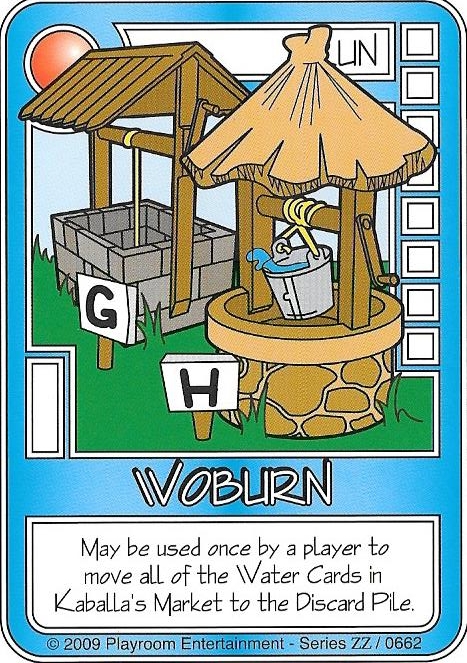 UN
G
H
WOBURN
May be used once by a player to
move all of the Water Cards in
Kaballa's Market to the Discard Pile.
© 2009 Playroom Entertainment - Series ZZ / 0662